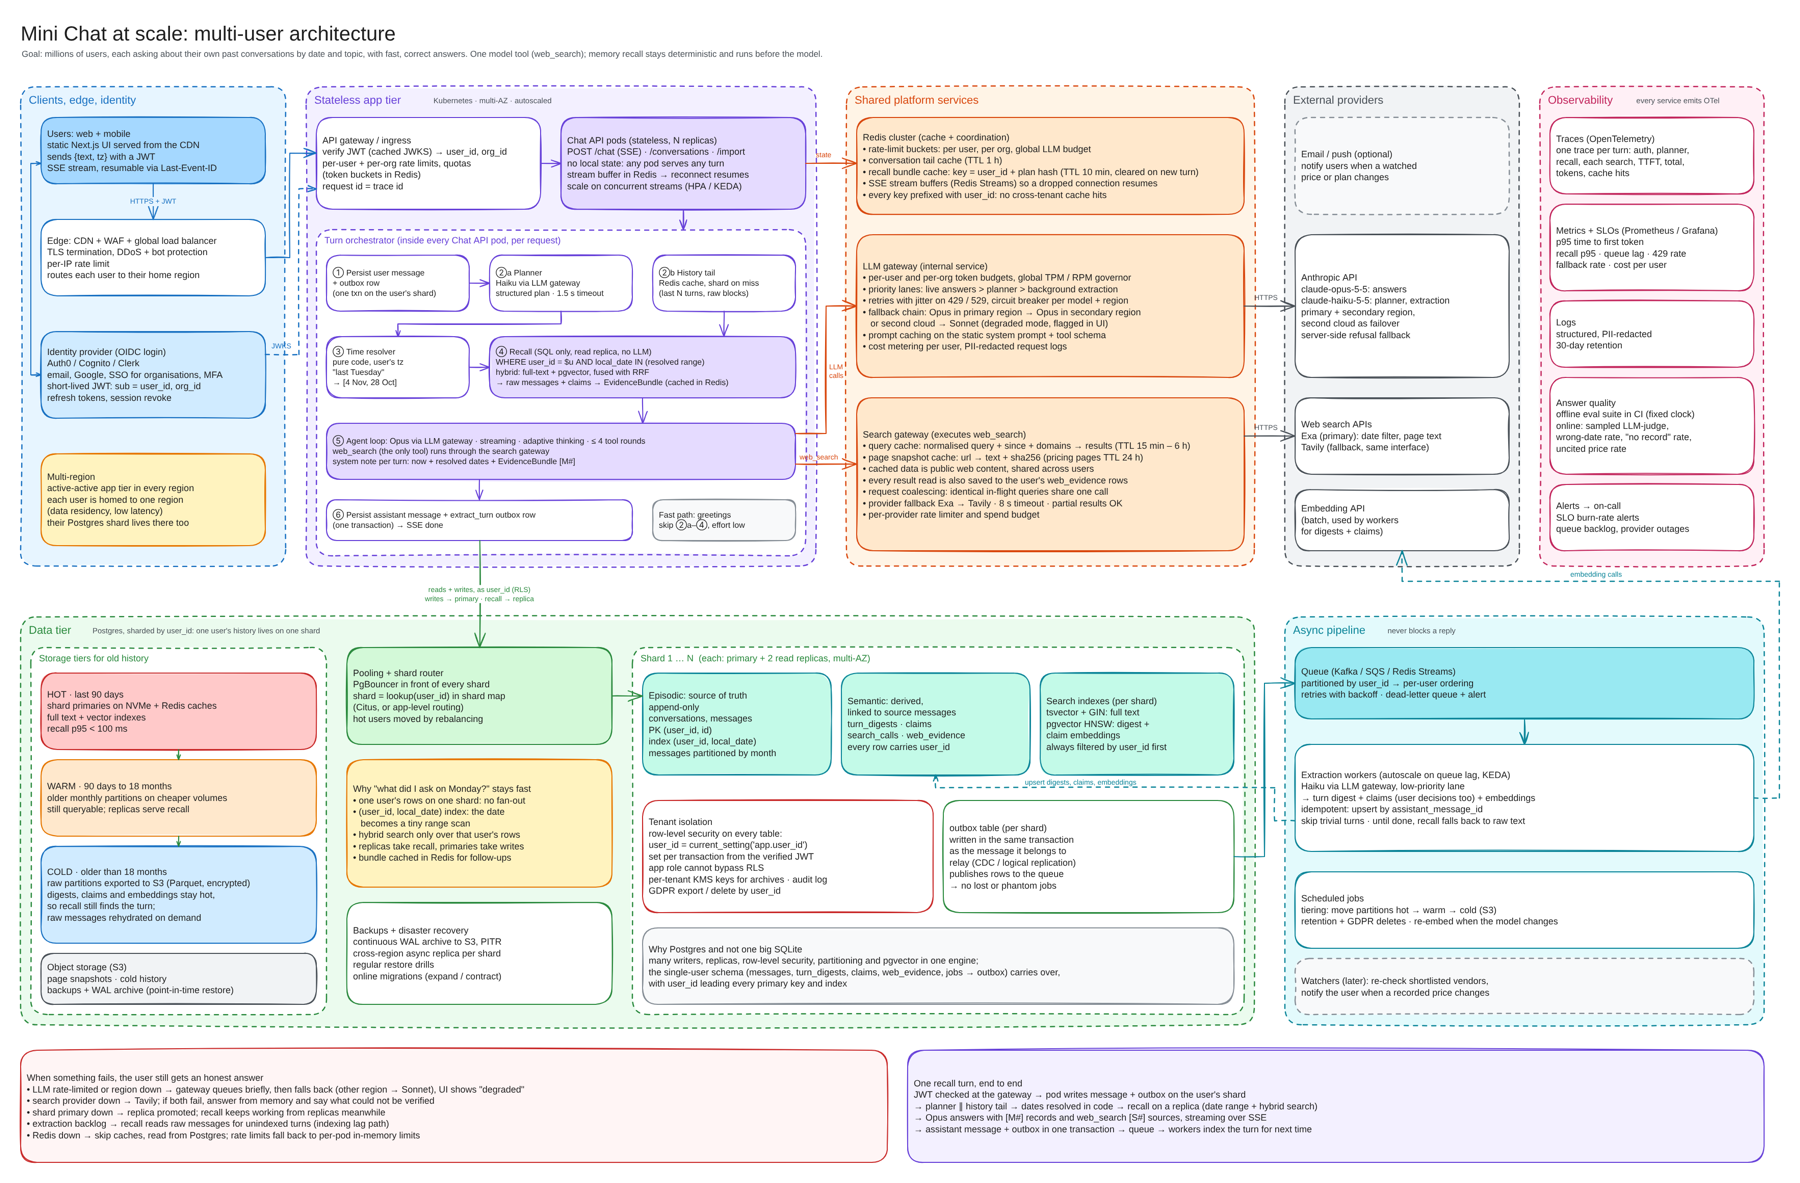 Mini Chat at scale: multi-user architecture
Goal: millions of users, each asking about their own past conversations by date and topic, with fast, correct answers. One model tool (web_search); memory recall stays deterministic and runs before the model.
Clients, edge, identity
Users: web + mobile
static Next.js UI served from the CDN
sends {text, tz} with a JWT
SSE stream, resumable via Last-Event-ID
HTTPS + JWT
Edge: CDN + WAF + global load balancer
TLS termination, DDoS + bot protection
per-IP rate limit
routes each user to their home region
Identity provider (OIDC login)
Auth0 / Cognito / Clerk
email, Google, SSO for organisations, MFA
short-lived JWT: sub = user_id, org_id
refresh tokens, session revoke
JWKS
Multi-region
active-active app tier in every region
each user is homed to one region
(data residency, low latency)
their Postgres shard lives there too
Stateless app tier
Kubernetes · multi-AZ · autoscaled
API gateway / ingress
verify JWT (cached JWKS) → user_id, org_id
per-user + per-org rate limits, quotas
(token buckets in Redis)
request id = trace id
Chat API pods (stateless, N replicas)
POST /chat (SSE) · /conversations · /import
no local state: any pod serves any turn
stream buffer in Redis → reconnect resumes
scale on concurrent streams (HPA / KEDA)
Turn orchestrator (inside every Chat API pod, per request)
① Persist user message
+ outbox row
(one txn on the user's shard)
②a Planner
Haiku via LLM gateway
structured plan · 1.5 s timeout
②b History tail
Redis cache, shard on miss
(last N turns, raw blocks)
③ Time resolver
pure code, user's tz
"last Tuesday"
→ [4 Nov, 28 Oct]
④ Recall (SQL only, read replica, no LLM)
WHERE user_id = $u AND local_date IN (resolved range)
hybrid: full-text + pgvector, fused with RRF
→ raw messages + claims → EvidenceBundle (cached in Redis)
⑤ Agent loop: Opus via LLM gateway · streaming · adaptive thinking · ≤ 4 tool rounds
web_search (the only tool) runs through the search gateway
system note per turn: now + resolved dates + EvidenceBundle [M#]
⑥ Persist assistant message + extract_turn outbox row
(one transaction) → SSE done
Fast path: greetings
skip ②a–④, effort low
state
LLM
calls
web_search
Shared platform services
Redis cluster (cache + coordination)
• rate-limit buckets: per user, per org, global LLM budget
• conversation tail cache (TTL 1 h)
• recall bundle cache: key = user_id + plan hash (TTL 10 min, cleared on new turn)
• SSE stream buffers (Redis Streams) so a dropped connection resumes
• every key prefixed with user_id: no cross-tenant cache hits
LLM gateway (internal service)
• per-user and per-org token budgets, global TPM / RPM governor
• priority lanes: live answers > planner > background extraction
• retries with jitter on 429 / 529, circuit breaker per model + region
• fallback chain: Opus in primary region → Opus in secondary region
or second cloud → Sonnet (degraded mode, flagged in UI)
• prompt caching on the static system prompt + tool schema
• cost metering per user, PII-redacted request logs
Search gateway (executes web_search)
• query cache: normalised query + since + domains → results (TTL 15 min – 6 h)
• page snapshot cache: url → text + sha256 (pricing pages TTL 24 h)
• cached data is public web content, shared across users
• every result read is also saved to the user's web_evidence rows
• request coalescing: identical in-flight queries share one call
• provider fallback Exa → Tavily · 8 s timeout · partial results OK
• per-provider rate limiter and spend budget
HTTPS
HTTPS
External providers
Email / push (optional)
notify users when a watched
price or plan changes
Anthropic API
claude-opus-5-5: answers
claude-haiku-5-5: planner, extraction
primary + secondary region,
second cloud as failover
server-side refusal fallback
Web search APIs
Exa (primary): date filter, page text
Tavily (fallback, same interface)
Embedding API
(batch, used by workers
for digests + claims)
Observability
every service emits OTel
Traces (OpenTelemetry)
one trace per turn: auth, planner,
recall, each search, TTFT, total,
tokens, cache hits
Metrics + SLOs (Prometheus / Grafana)
p95 time to first token
recall p95 · queue lag · 429 rate
fallback rate · cost per user
Logs
structured, PII-redacted
30-day retention
Answer quality
offline eval suite in CI (fixed clock)
online: sampled LLM-judge,
wrong-date rate, "no record" rate,
uncited price rate
Alerts → on-call
SLO burn-rate alerts
queue backlog, provider outages
embedding calls
reads + writes, as user_id (RLS)
writes → primary · recall → replica
Data tier
Postgres, sharded by user_id: one user's history lives on one shard
Storage tiers for old history
HOT · last 90 days
shard primaries on NVMe + Redis caches
full text + vector indexes
recall p95 < 100 ms
WARM · 90 days to 18 months
older monthly partitions on cheaper volumes
still queryable; replicas serve recall
COLD · older than 18 months
raw partitions exported to S3 (Parquet, encrypted)
digests, claims and embeddings stay hot,
so recall still finds the turn;
raw messages rehydrated on demand
Object storage (S3)
page snapshots · cold history
backups + WAL archive (point-in-time restore)
Pooling + shard router
PgBouncer in front of every shard
shard = lookup(user_id) in shard map
(Citus, or app-level routing)
hot users moved by rebalancing
Why "what did I ask on Monday?" stays fast
• one user's rows on one shard: no fan-out
• (user_id, local_date) index: the date
becomes a tiny range scan
• hybrid search only over that user's rows
• replicas take recall, primaries take writes
• bundle cached in Redis for follow-ups
Backups + disaster recovery
continuous WAL archive to S3, PITR
cross-region async replica per shard
regular restore drills
online migrations (expand / contract)
Shard 1 … N (each: primary + 2 read replicas, multi-AZ)
Episodic: source of truth
append-only
conversations, messages
PK (user_id, id)
index (user_id, local_date)
messages partitioned by month
Semantic: derived,
linked to source messages
turn_digests · claims
search_calls · web_evidence
every row carries user_id
Search indexes (per shard)
tsvector + GIN: full text
pgvector HNSW: digest +
claim embeddings
always filtered by user_id first
upsert digests, claims, embeddings
Tenant isolation
row-level security on every table:
user_id = current_setting('app.user_id')
set per transaction from the verified JWT
app role cannot bypass RLS
per-tenant KMS keys for archives · audit log
GDPR export / delete by user_id
outbox table (per shard)
written in the same transaction
as the message it belongs to
relay (CDC / logical replication)
publishes rows to the queue
→ no lost or phantom jobs
Why Postgres and not one big SQLite
many writers, replicas, row-level security, partitioning and pgvector in one engine;
the single-user schema (messages, turn_digests, claims, web_evidence, jobs → outbox) carries over,
with user_id leading every primary key and index
Async pipeline
never blocks a reply
Queue (Kafka / SQS / Redis Streams)
partitioned by user_id → per-user ordering
retries with backoff · dead-letter queue + alert
Extraction workers (autoscale on queue lag, KEDA)
Haiku via LLM gateway, low-priority lane
→ turn digest + claims (user decisions too) + embeddings
idempotent: upsert by assistant_message_id
skip trivial turns · until done, recall falls back to raw text
Scheduled jobs
tiering: move partitions hot → warm → cold (S3)
retention + GDPR deletes · re-embed when the model changes
Watchers (later): re-check shortlisted vendors,
notify the user when a recorded price changes
When something fails, the user still gets an honest answer
• LLM rate-limited or region down → gateway queues briefly, then falls back (other region → Sonnet), UI shows "degraded"
• search provider down → Tavily; if both fail, answer from memory and say what could not be verified
• shard primary down → replica promoted; recall keeps working from replicas meanwhile
• extraction backlog → recall reads raw messages for unindexed turns (indexing lag path)
• Redis down → skip caches, read from Postgres; rate limits fall back to per-pod in-memory limits
One recall turn, end to end
JWT checked at the gateway → pod writes message + outbox on the user's shard
→ planner ∥ history tail → dates resolved in code → recall on a replica (date range + hybrid search)
→ Opus answers with [M#] records and web_search [S#] sources, streaming over SSE
→ assistant message + outbox in one transaction → queue → workers index the turn for next time